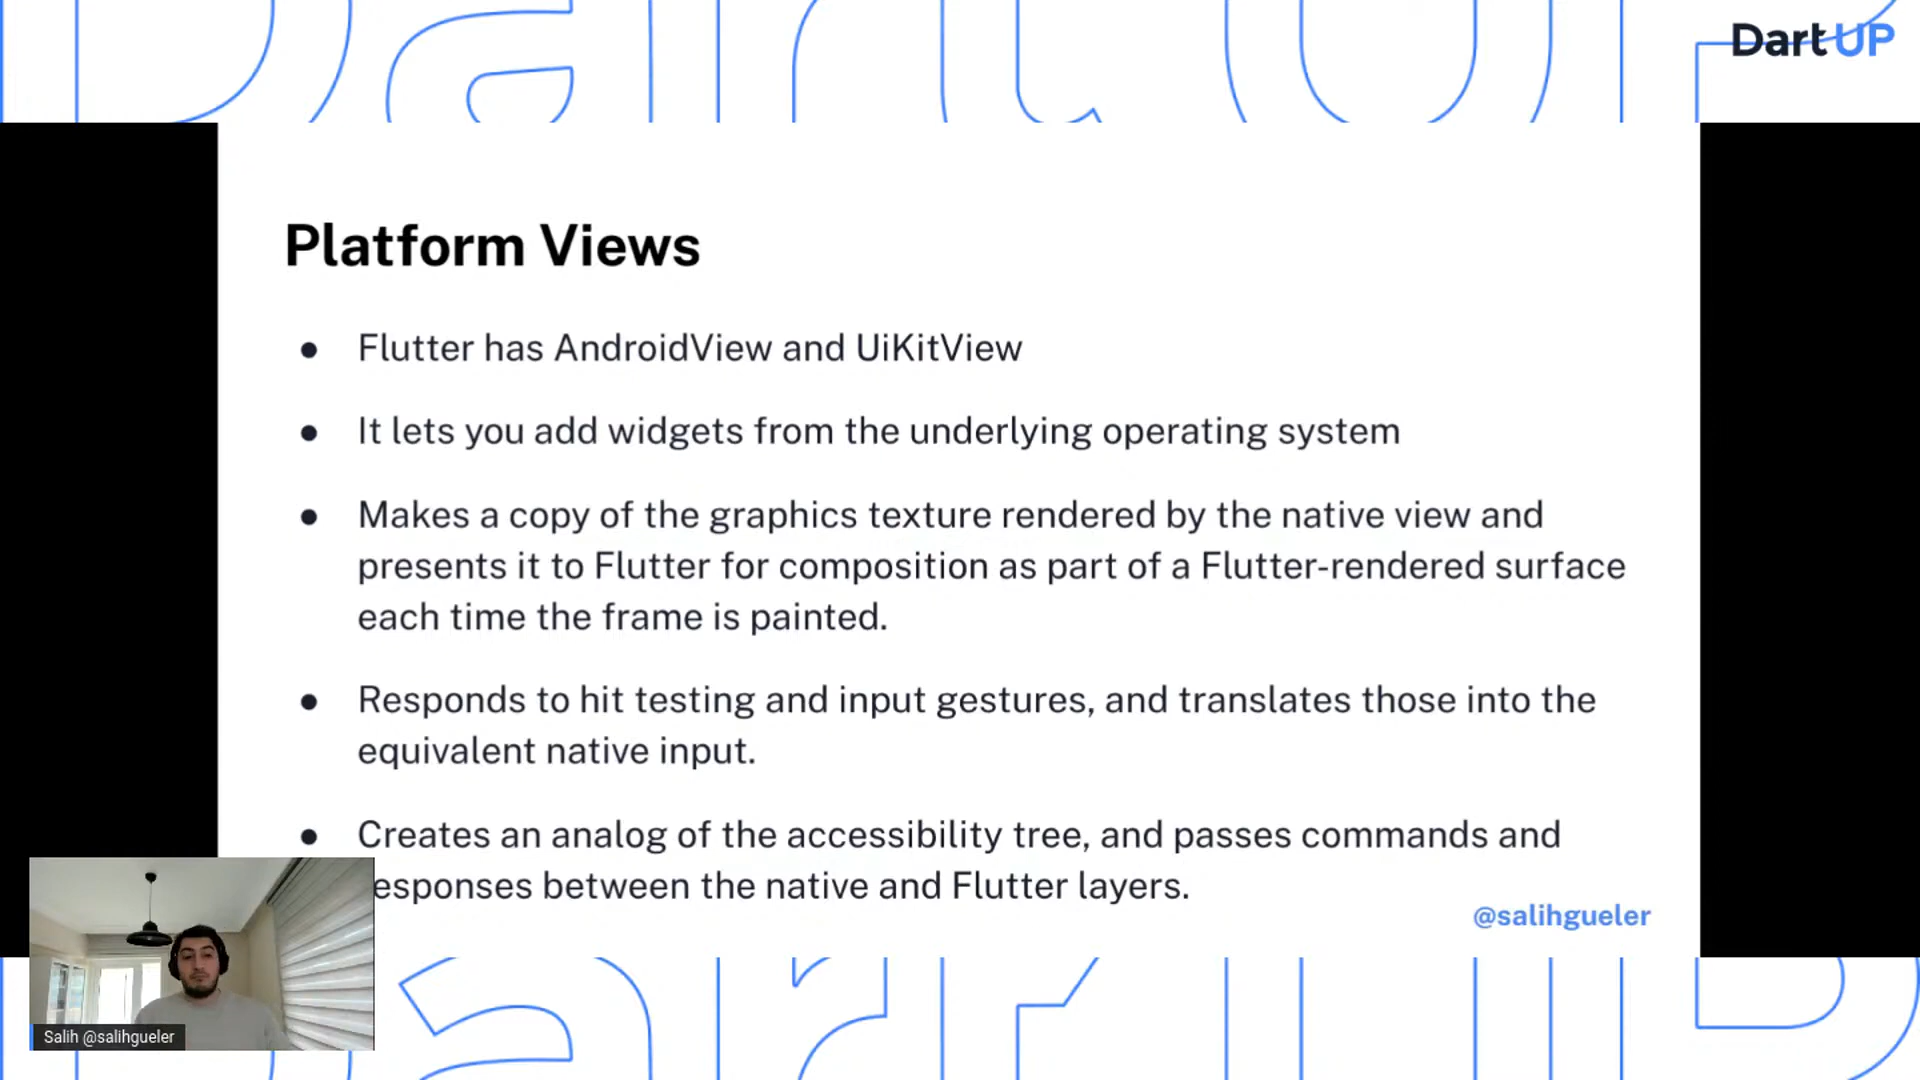 DartUP
Platform Views
● Flutter has AndroidView and UiKitView
● It lets you add widgets from the underlying operating system
● Makes a copy of the graphics texture rendered by the native view and
presents it to Flutter for composition as part of a Flutter-rendered surface
each time the frame is painted.
● Responds to hit testing and input gestures, and translates those into the
equivalent native input.
● Creates an analog of the accessibility tree, and passes commands and
esponses between the native and Flutter layers.
@salihgueler
Salih @salihgueler